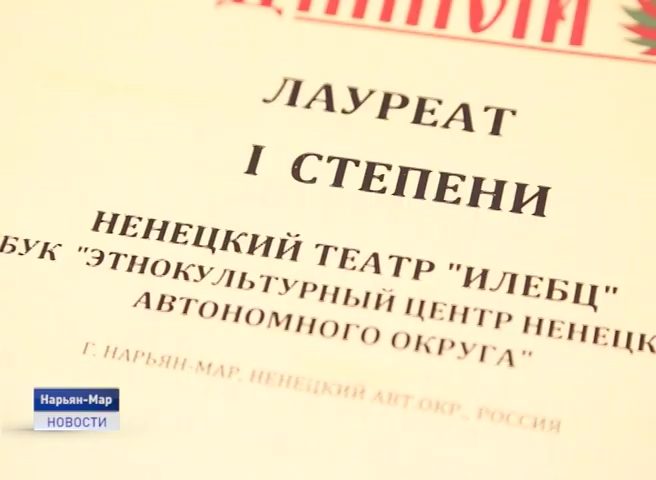 ЛАУРЕАТ
I СТЕПЕНИ
НЕНЕЦКИЙ ТЕАТР "ИЛЕБЦ"
БУК "ЭТНОКУЛЬТУРНЫЙ ЦЕНТР НЕНЕЦК
АВТОНОМНОГО ОКРУГА"
Г. НАРЬЯН-МАР, НЕНЕЦКИЙ АВТ.ОКР., РОССИЯ
Нарьян-Мар
НОВОСТИ